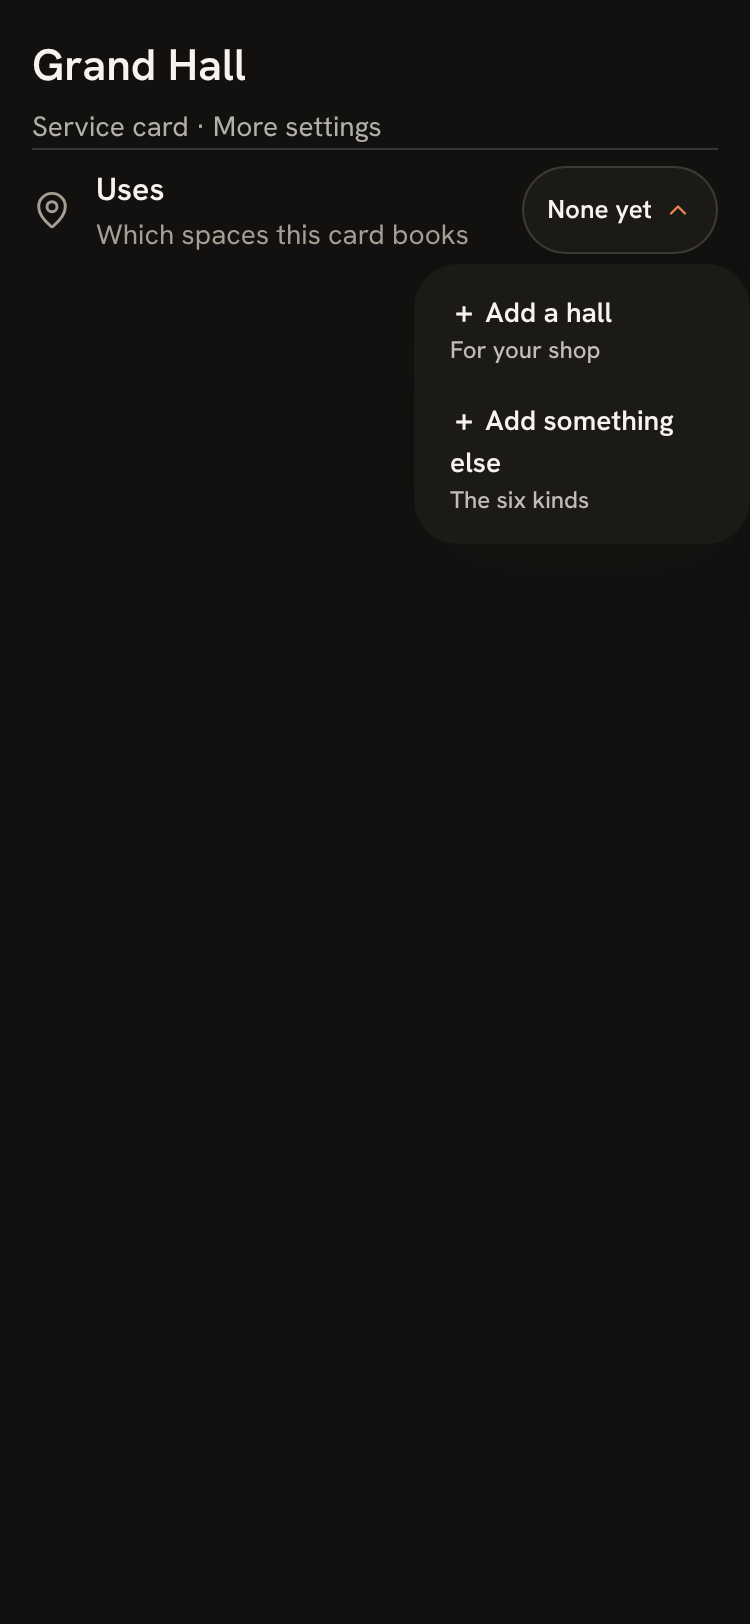 Grand Hall
Service card · More settings
Uses
Which spaces this card books
None yet
+ Add a hall
For your shop
+ Add something
else
The six kinds